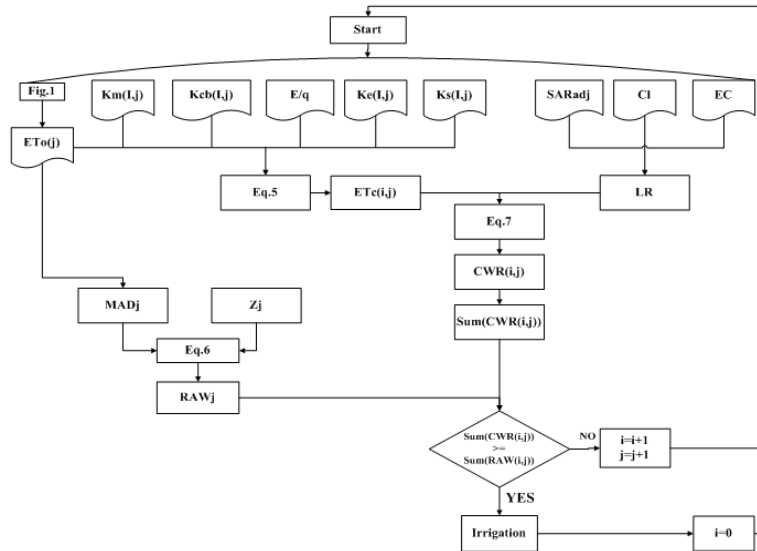 Start
Fig.1
Km(I,j)
Kcb(I,j)
E/q
Ke(I,j)
Ks(I,j)
SARadj
Cl
EC
ETo(j)
Eq.5
ETc(i,j)
LR
Eq.7
CWR(i,j)
MADj
Zj
Sum(CWR(i,j))
Eq.6
RAWj
Sum(CWR(i,j))
>=
Sum(RAW(i,j))
NO
i=i+1
j=j+1
YES
Irrigation
i=0